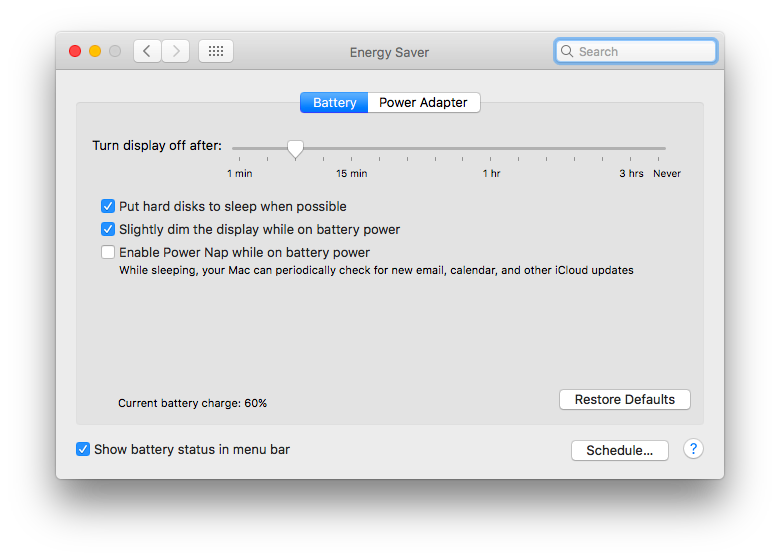 Energy Saver
Search
Battery
Power Adapter
Turn display off after:
1 min
15 min
1 hr
3 hrs
Never
Put hard disks to sleep when possible
Slightly dim the display while on battery power
Enable Power Nap while on battery power
While sleeping, your Mac can periodically check for new email, calendar, and other iCloud updates
Current battery charge: 60%
Restore Defaults
Show battery status in menu bar
Schedule...
?